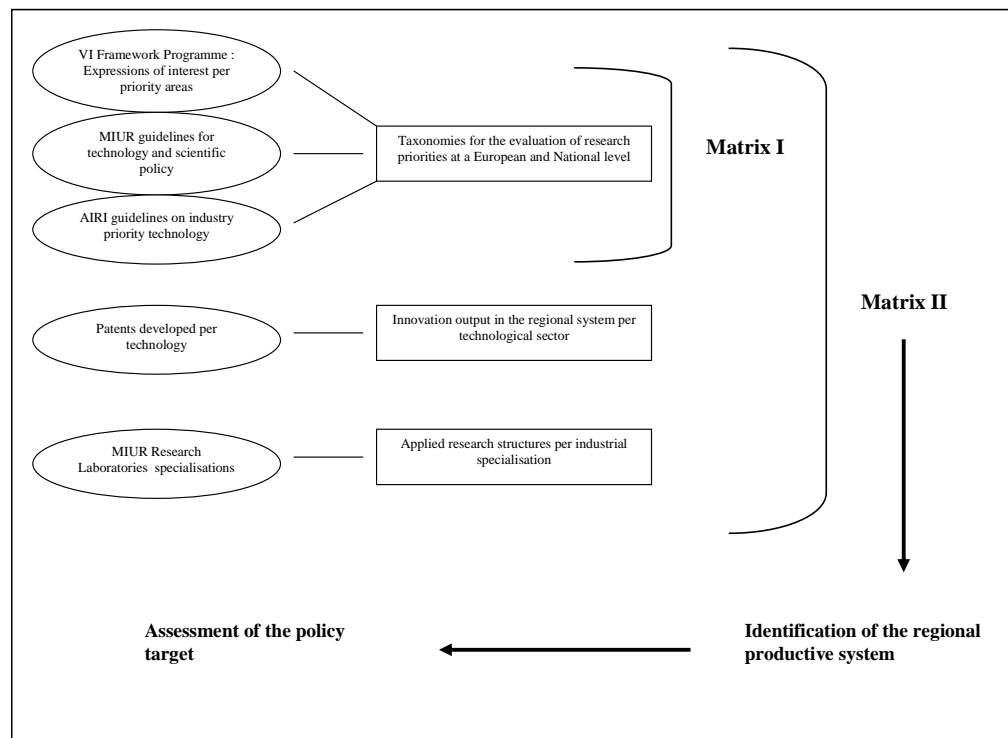 VI Framework Programme :
Expressions of interest per
priority areas
MIUR guidelines for
technology and scientific
policy
AIRI guidelines on industry
priority technology
Taxonomies for the evaluation of research
priorities at a European and National level
Matrix I
Matrix II
Patents developed per
technology
Innovation output in the regional system per
technological sector
MIUR Research
Laboratories specialisations
Applied research structures per industrial
specialisation
Assessment of the policy
target
Identification of the regional
productive system